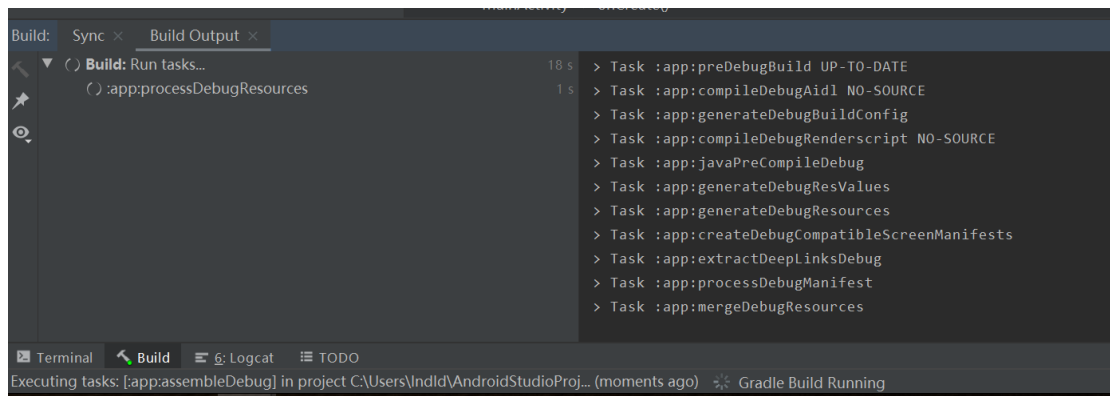 Build: Sync × Build Output ×
Build: Run tasks... 18 s
:app:processDebugResources 1 s
> Task :app:preDebugBuild UP-TO-DATE
> Task :app:compileDebugAidl NO-SOURCE
> Task :app:generateDebugBuildConfig
> Task :app:compileDebugRenderscript NO-SOURCE
> Task :app:javaPreCompileDebug
> Task :app:generateDebugResValues
> Task :app:generateDebugResources
> Task :app:createDebugCompatibleScreenManifests
> Task :app:extractDeepLinksDebug
> Task :app:processDebugManifest
> Task :app:mergeDebugResources
Terminal Build 6: Logcat TODO
Executing tasks: [:app:assembleDebug] in project C:\Users\lndld\AndroidStudioProj... (moments ago) Gradle Build Running